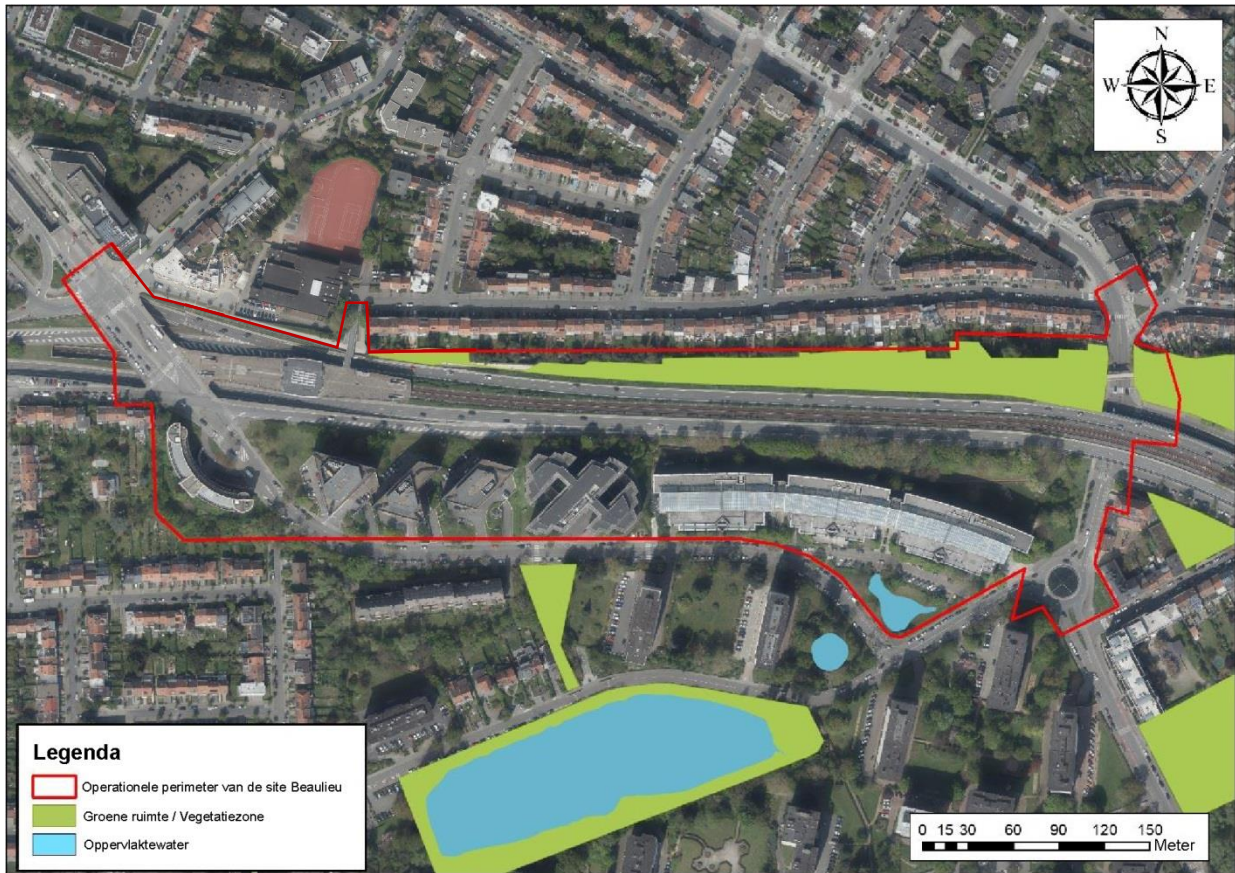 N
W E
S
Legenda
Operationele perimeter van de site Beaulieu
Groene ruimte / Vegetatiezone
Oppervlaktewater
0 15 30 60 90 120 150
Meter